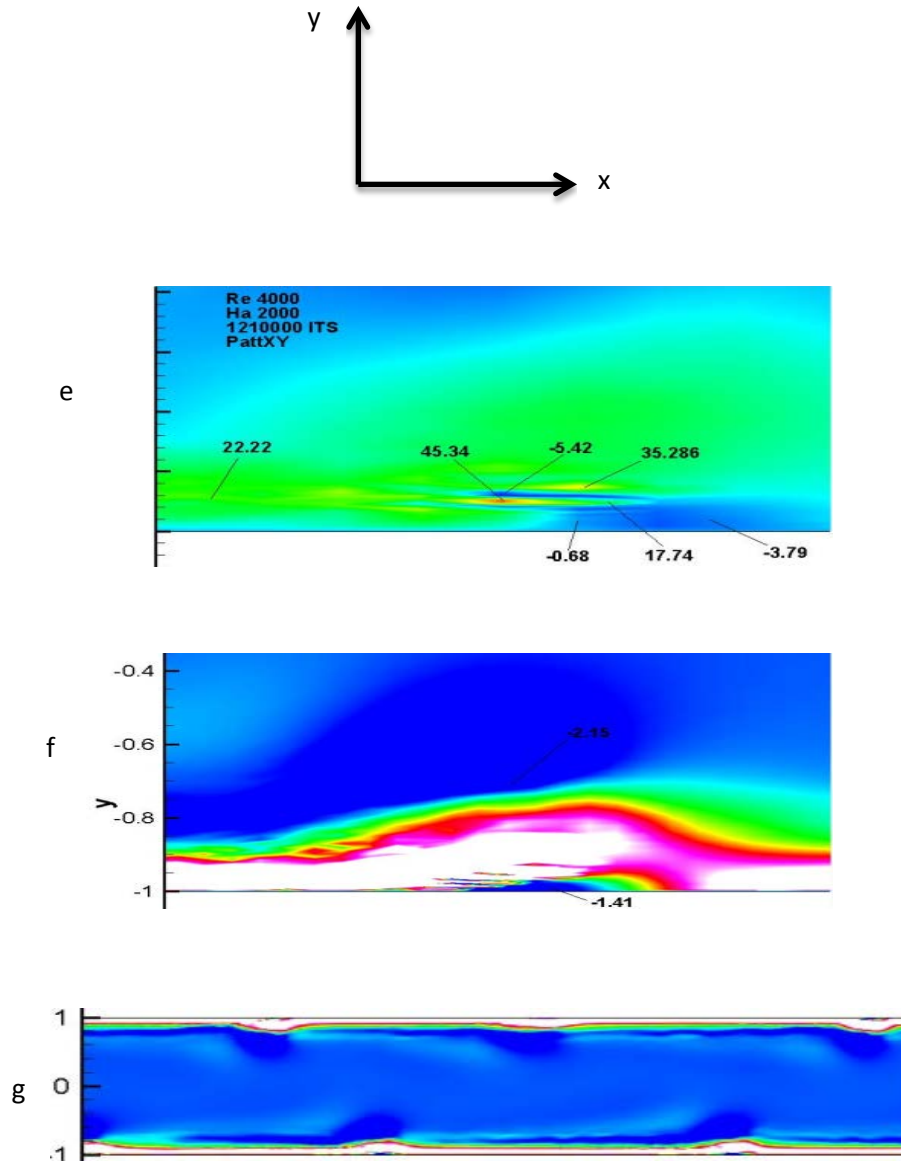 y
x
e
Re 4000
Ha 2000
1210000 ITS
PattXY
22.22
45.34
-5.42
35.286
-0.68
17.74
-3.79
f
-0.4
-0.6
y
-0.8
-1
-2.15
-1.41
g
1
0
-1